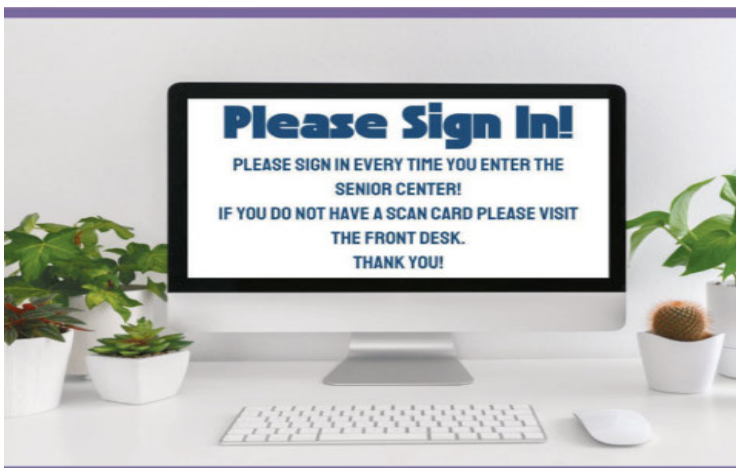 Please Sign In!
PLEASE SIGN IN EVERY TIME YOU ENTER THE
SENIOR CENTER!
IF YOU DO NOT HAVE A SCAN CARD PLEASE VISIT
THE FRONT DESK.
THANK YOU!